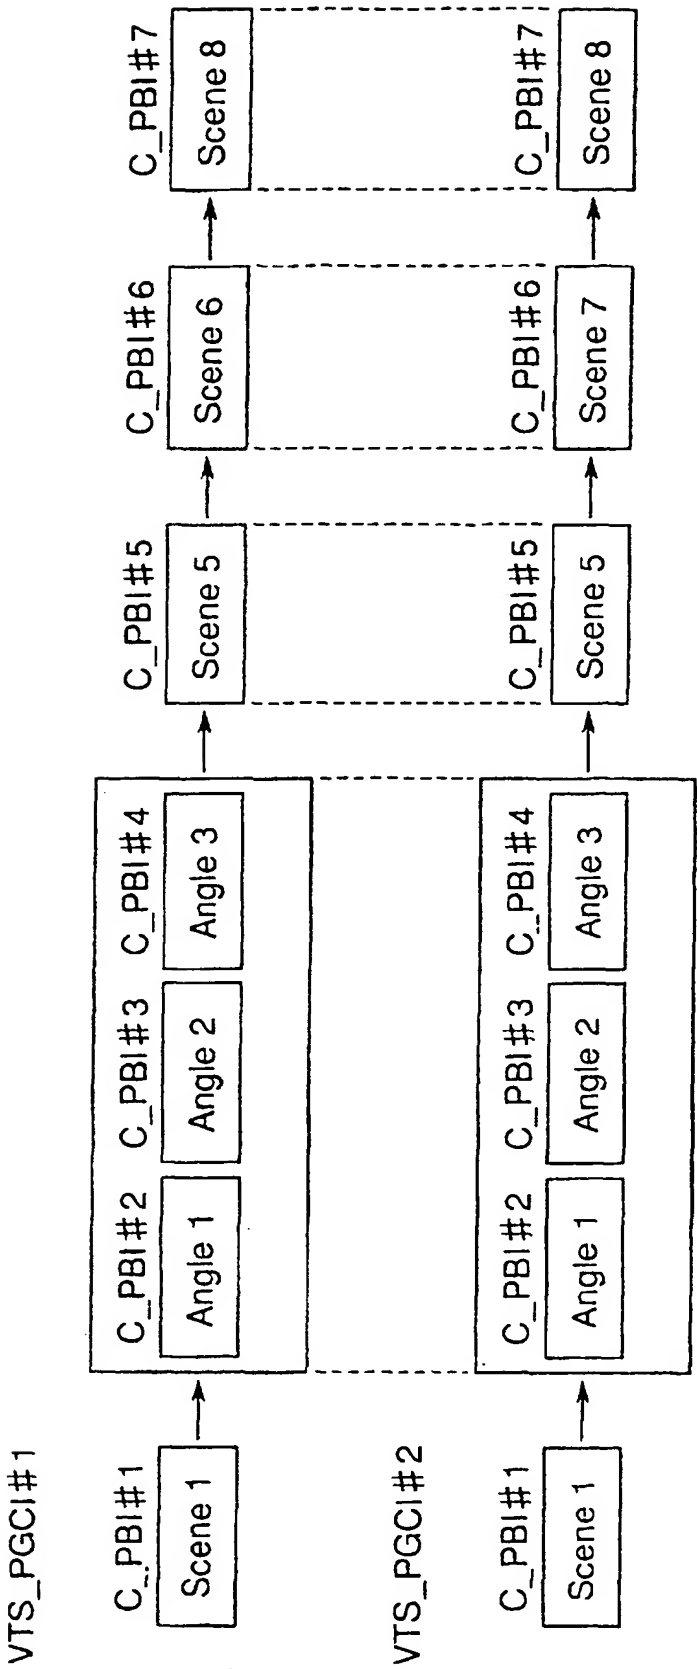 VTS_PGCI#1
C_PBI#1
C_PBI#2
C_PBI#3
C_PBI#4
C_PBI#5
C_PBI#6
C_PBI#7
Scene 1
Angle 1
Angle 2
Angle 3
Scene 5
Scene 6
Scene 8
VTS_PGCI#2
C_PBI#1
C_PBI#2
C_PBI#3
C_PBI#4
C_PBI#5
C_PBI#6
C_PBI#7
Scene 1
Angle 1
Angle 2
Angle 3
Scene 5
Scene 7
Scene 8